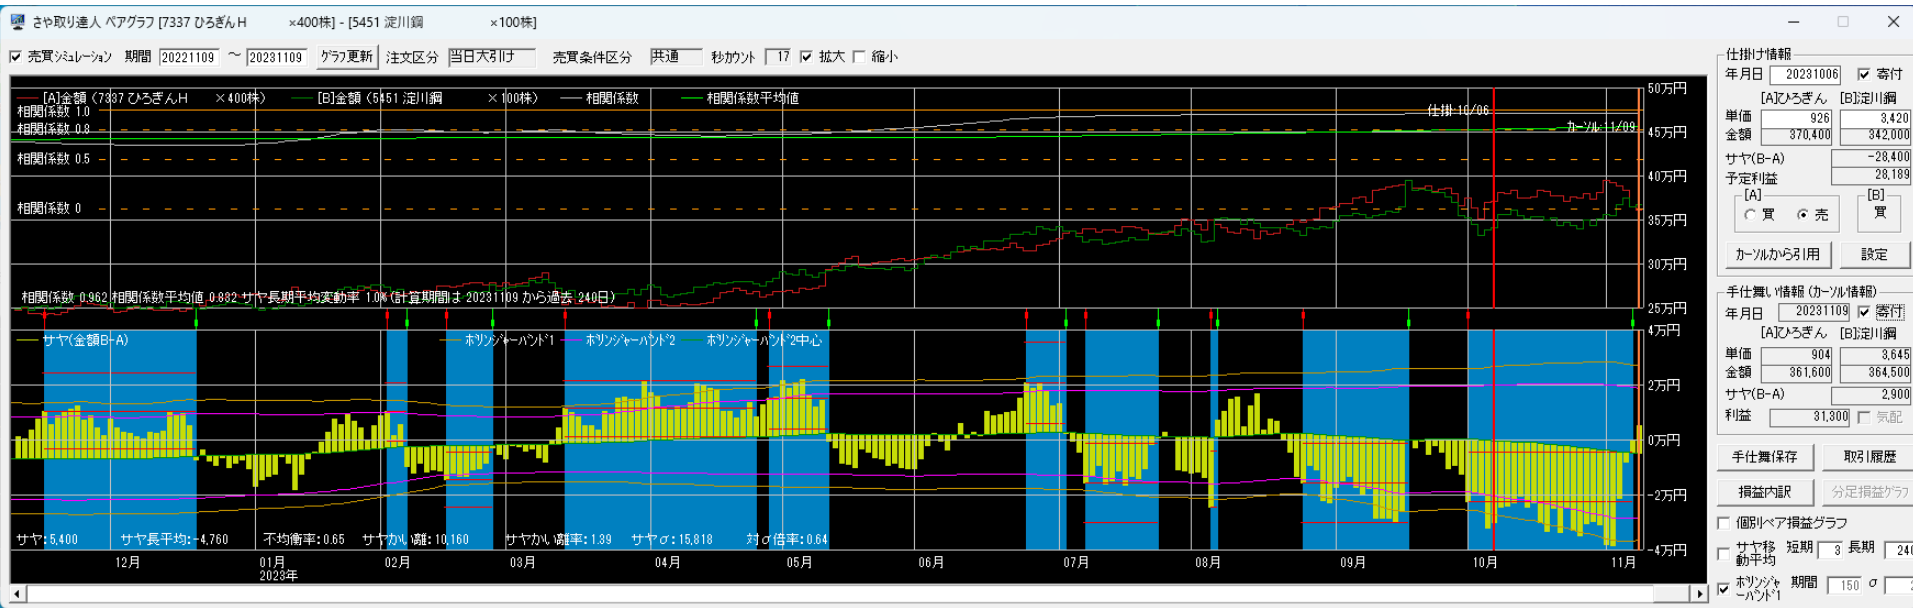 さや取り達人 ペアグラフ [7337 ひろぎんH ×400株] - [5451 淀川鋼 ×100株]
売買シミュレーション 期間 20221109 ～ 20231109 グラフ更新 注文区分 当日大引け 売買条件区分 共通 秒カウント 17 拡大 縮小
[A]金額 (7337 ひろぎんH ×400株) [B]金額 (5451 淀川鋼 ×100株) 相関係数 相関係数平均値
相関係数 1.0
相関係数 0.8
相関係数 0.5
相関係数 0
仕掛:10/06
カーソル:11/09
50万円
45万円
40万円
35万円
30万円
25万円
相関係数 0.962 相関係数平均値 0.882 サヤ長期平均変動率 1.0% (計算期間は 20231109 から過去 240日)
サヤ(金額B-A) ボリンジャーバンド1 ボリンジャーバンド2 ボリンジャーバンド2中心
4万円
2万円
0万円
-2万円
-4万円
サヤ:5,400 サヤ長平均:-4,760 不均衡率:0.65 サヤかい離:10,160 サヤかい離率:1.39 サヤσ:15,818 対σ倍率:0.64
12月 01月 02月 03月 04月 05月 06月 07月 08月 09月 10月 11月
2023年
仕掛け情報
年月日 20231006 寄付
[A]ひろぎん [B]淀川鋼
単価 926 3,420
金額 370,400 342,000
サヤ(B-A) -28,400
予定利益 28,189
[A] [B]
買 売 買
カーソルから引用 設定
手仕舞い情報 (カーソル情報)
年月日 20231109 寄付
[A]ひろぎん [B]淀川鋼
単価 904 3,645
金額 361,600 364,500
サヤ(B-A) 2,900
利益 31,300 気配
手仕舞保存 取引履歴
損益内訳 分足損益グラフ
個別ペア損益グラフ
サヤ移動平均 短期 3 長期 240
ボリンジャーバンド1 期間 150 σ 2